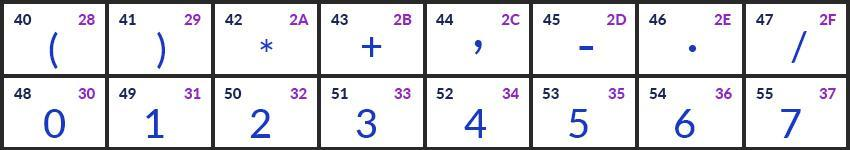 40 28 41 29 42 2A 43 2B 44 2C 45 2D 46 2E 47 2F
( ) * + , - . /
48 30 49 31 50 32 51 33 52 34 53 35 54 36 55 37
0 1 2 3 4 5 6 7